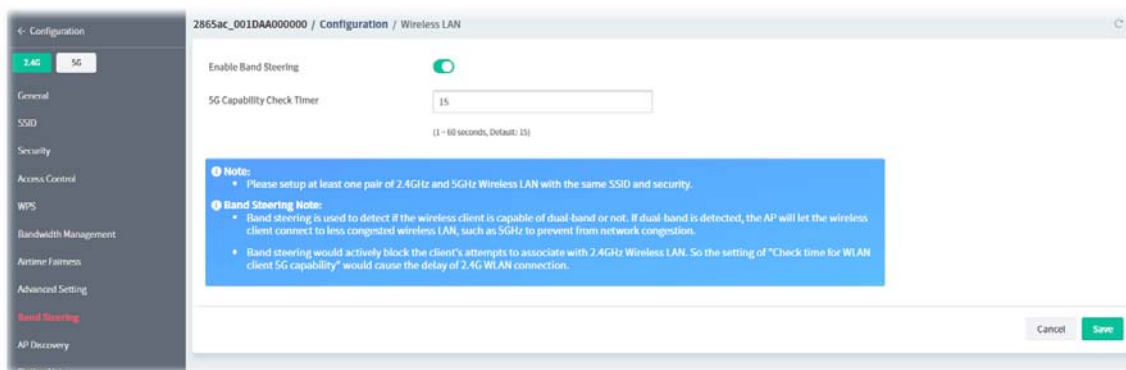 ← Configuration
2.4G 5G
General
SSID
Security
Access Control
WPS
Bandwidth Management
Airtime Fairness
Advanced Setting
Band Steering
AP Discovery
2865ac_001DAA000000 / Configuration / Wireless LAN
Enable Band Steering
5G Capability Check Timer
15
(1 ~ 60 seconds, Default: 15)
Note:
• Please setup at least one pair of 2.4GHz and 5GHz Wireless LAN with the same SSID and security.
Band Steering Note:
• Band steering is used to detect if the wireless client is capable of dual-band or not. If dual-band is detected, the AP will let the wireless
client connect to less congested wireless LAN, such as 5GHz to prevent from network congestion.
• Band steering would actively block the client's attempts to associate with 2.4GHz Wireless LAN. So the setting of "Check time for WLAN
client 5G capability" would cause the delay of 2.4G WLAN connection.
Cancel Save